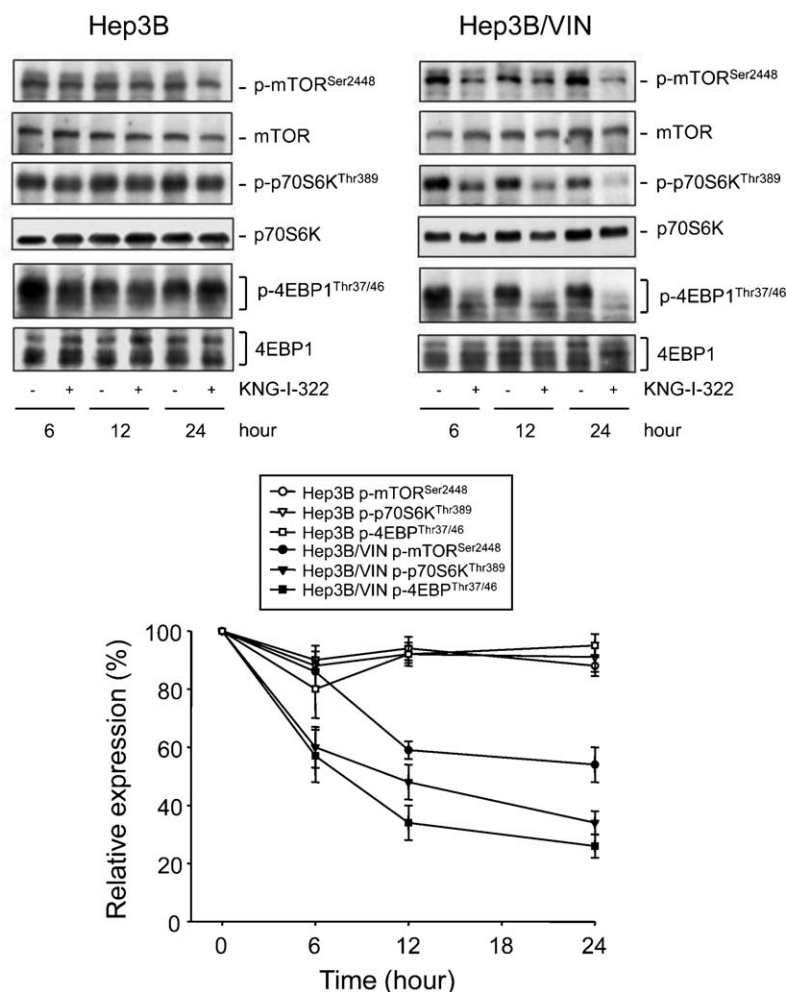 Hep3B
- p-mTORSer2448
- mTOR
- p-p70S6KThr389
- p70S6K
p-4EBP1Thr37/46
4EBP1
- + - + - + KNG-I-322
6 12 24 hour
Hep3B/VIN
- p-mTORSer2448
mTOR
- p-p70S6KThr389
p70S6K
p-4EBP1Thr37/46
4EBP1
- + - + - + KNG-I-322
6 12 24 hour
Hep3B p-mTORSer2448
Hep3B p-p70S6KThr389
Hep3B p-4EBPThr37/46
Hep3B/VIN p-mTORSer2448
Hep3B/VIN p-p70S6KThr389
Hep3B/VIN p-4EBPThr37/46
Relative expression (%)
100
80
60
40
20
0
0 6 12 18 24
Time (hour)